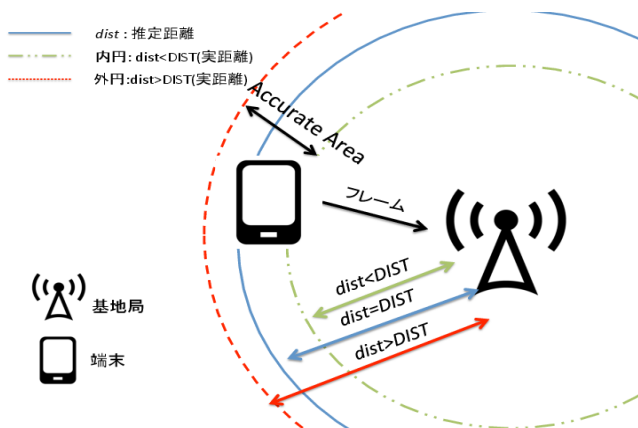 dist : 推定距離
内円: dist<DIST(実距離)
外円:dist>DIST(実距離)
Accurate Area
フレーム
dist<DIST
dist=DIST
dist>DIST
基地局
端末